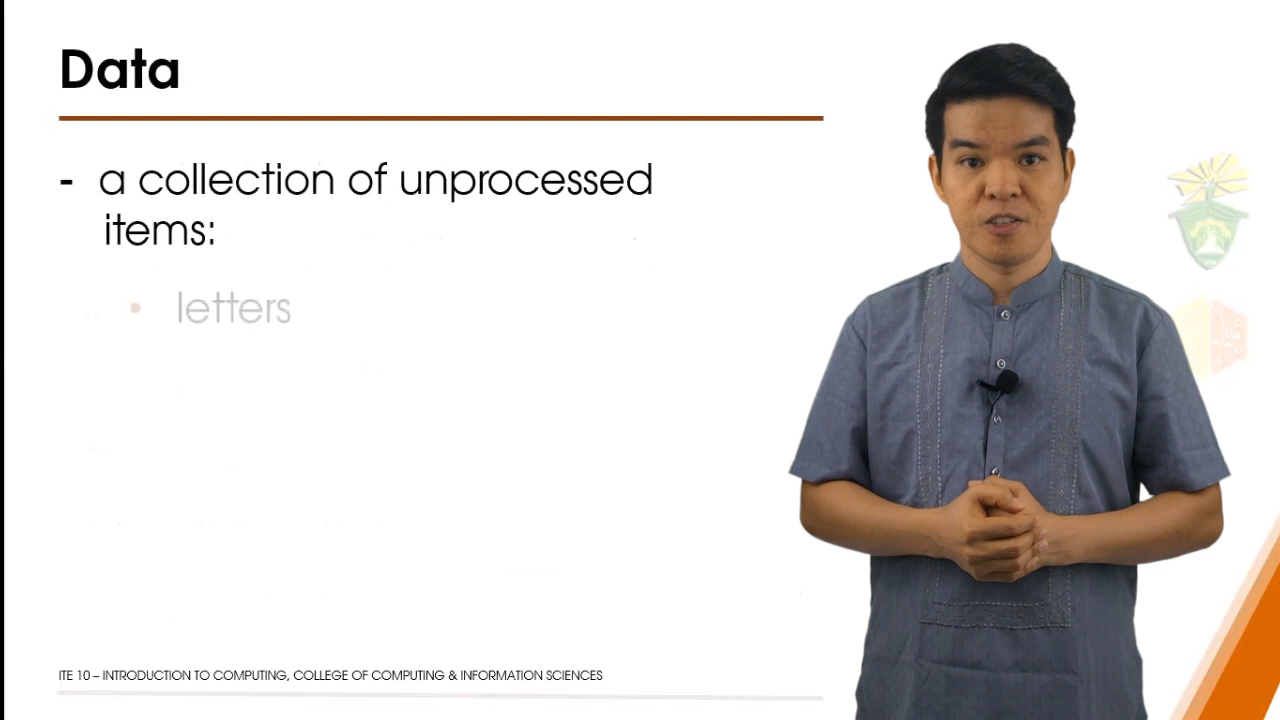 Data
- a collection of unprocessed
items:
• letters
ITE 10 – INTRODUCTION TO COMPUTING, COLLEGE OF COMPUTING & INFORMATION SCIENCES